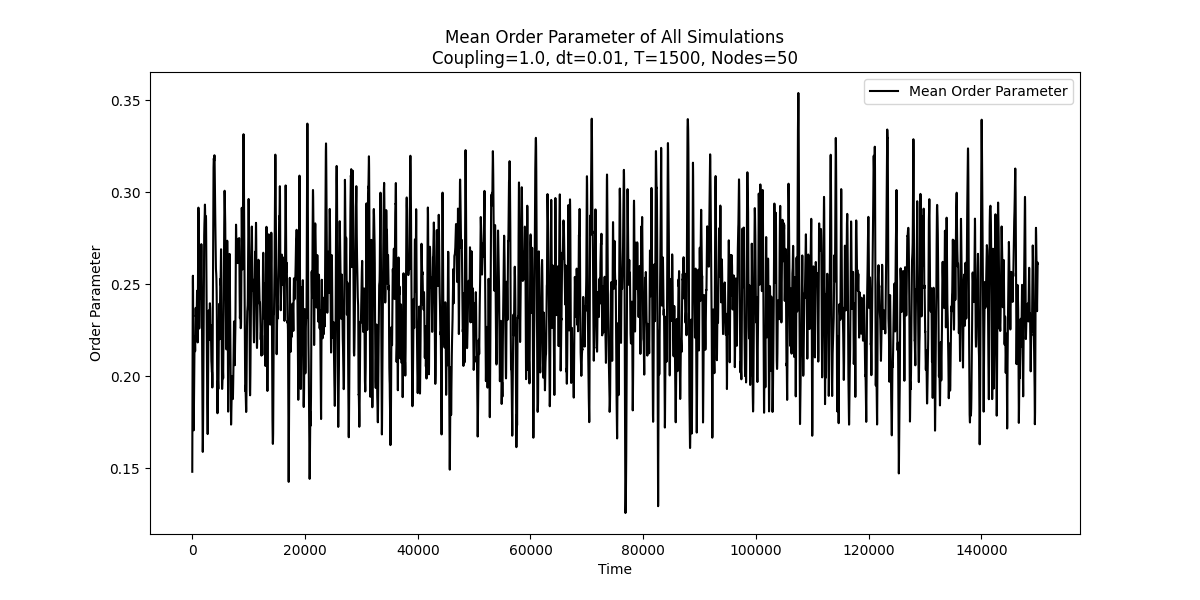 Mean Order Parameter of All Simulations
Coupling=1.0, dt=0.01, T=1500, Nodes=50
Mean Order Parameter
0.35
0.30
0.25
0.20
0.15
Order Parameter
0 20000 40000 60000 80000 100000 120000 140000
Time